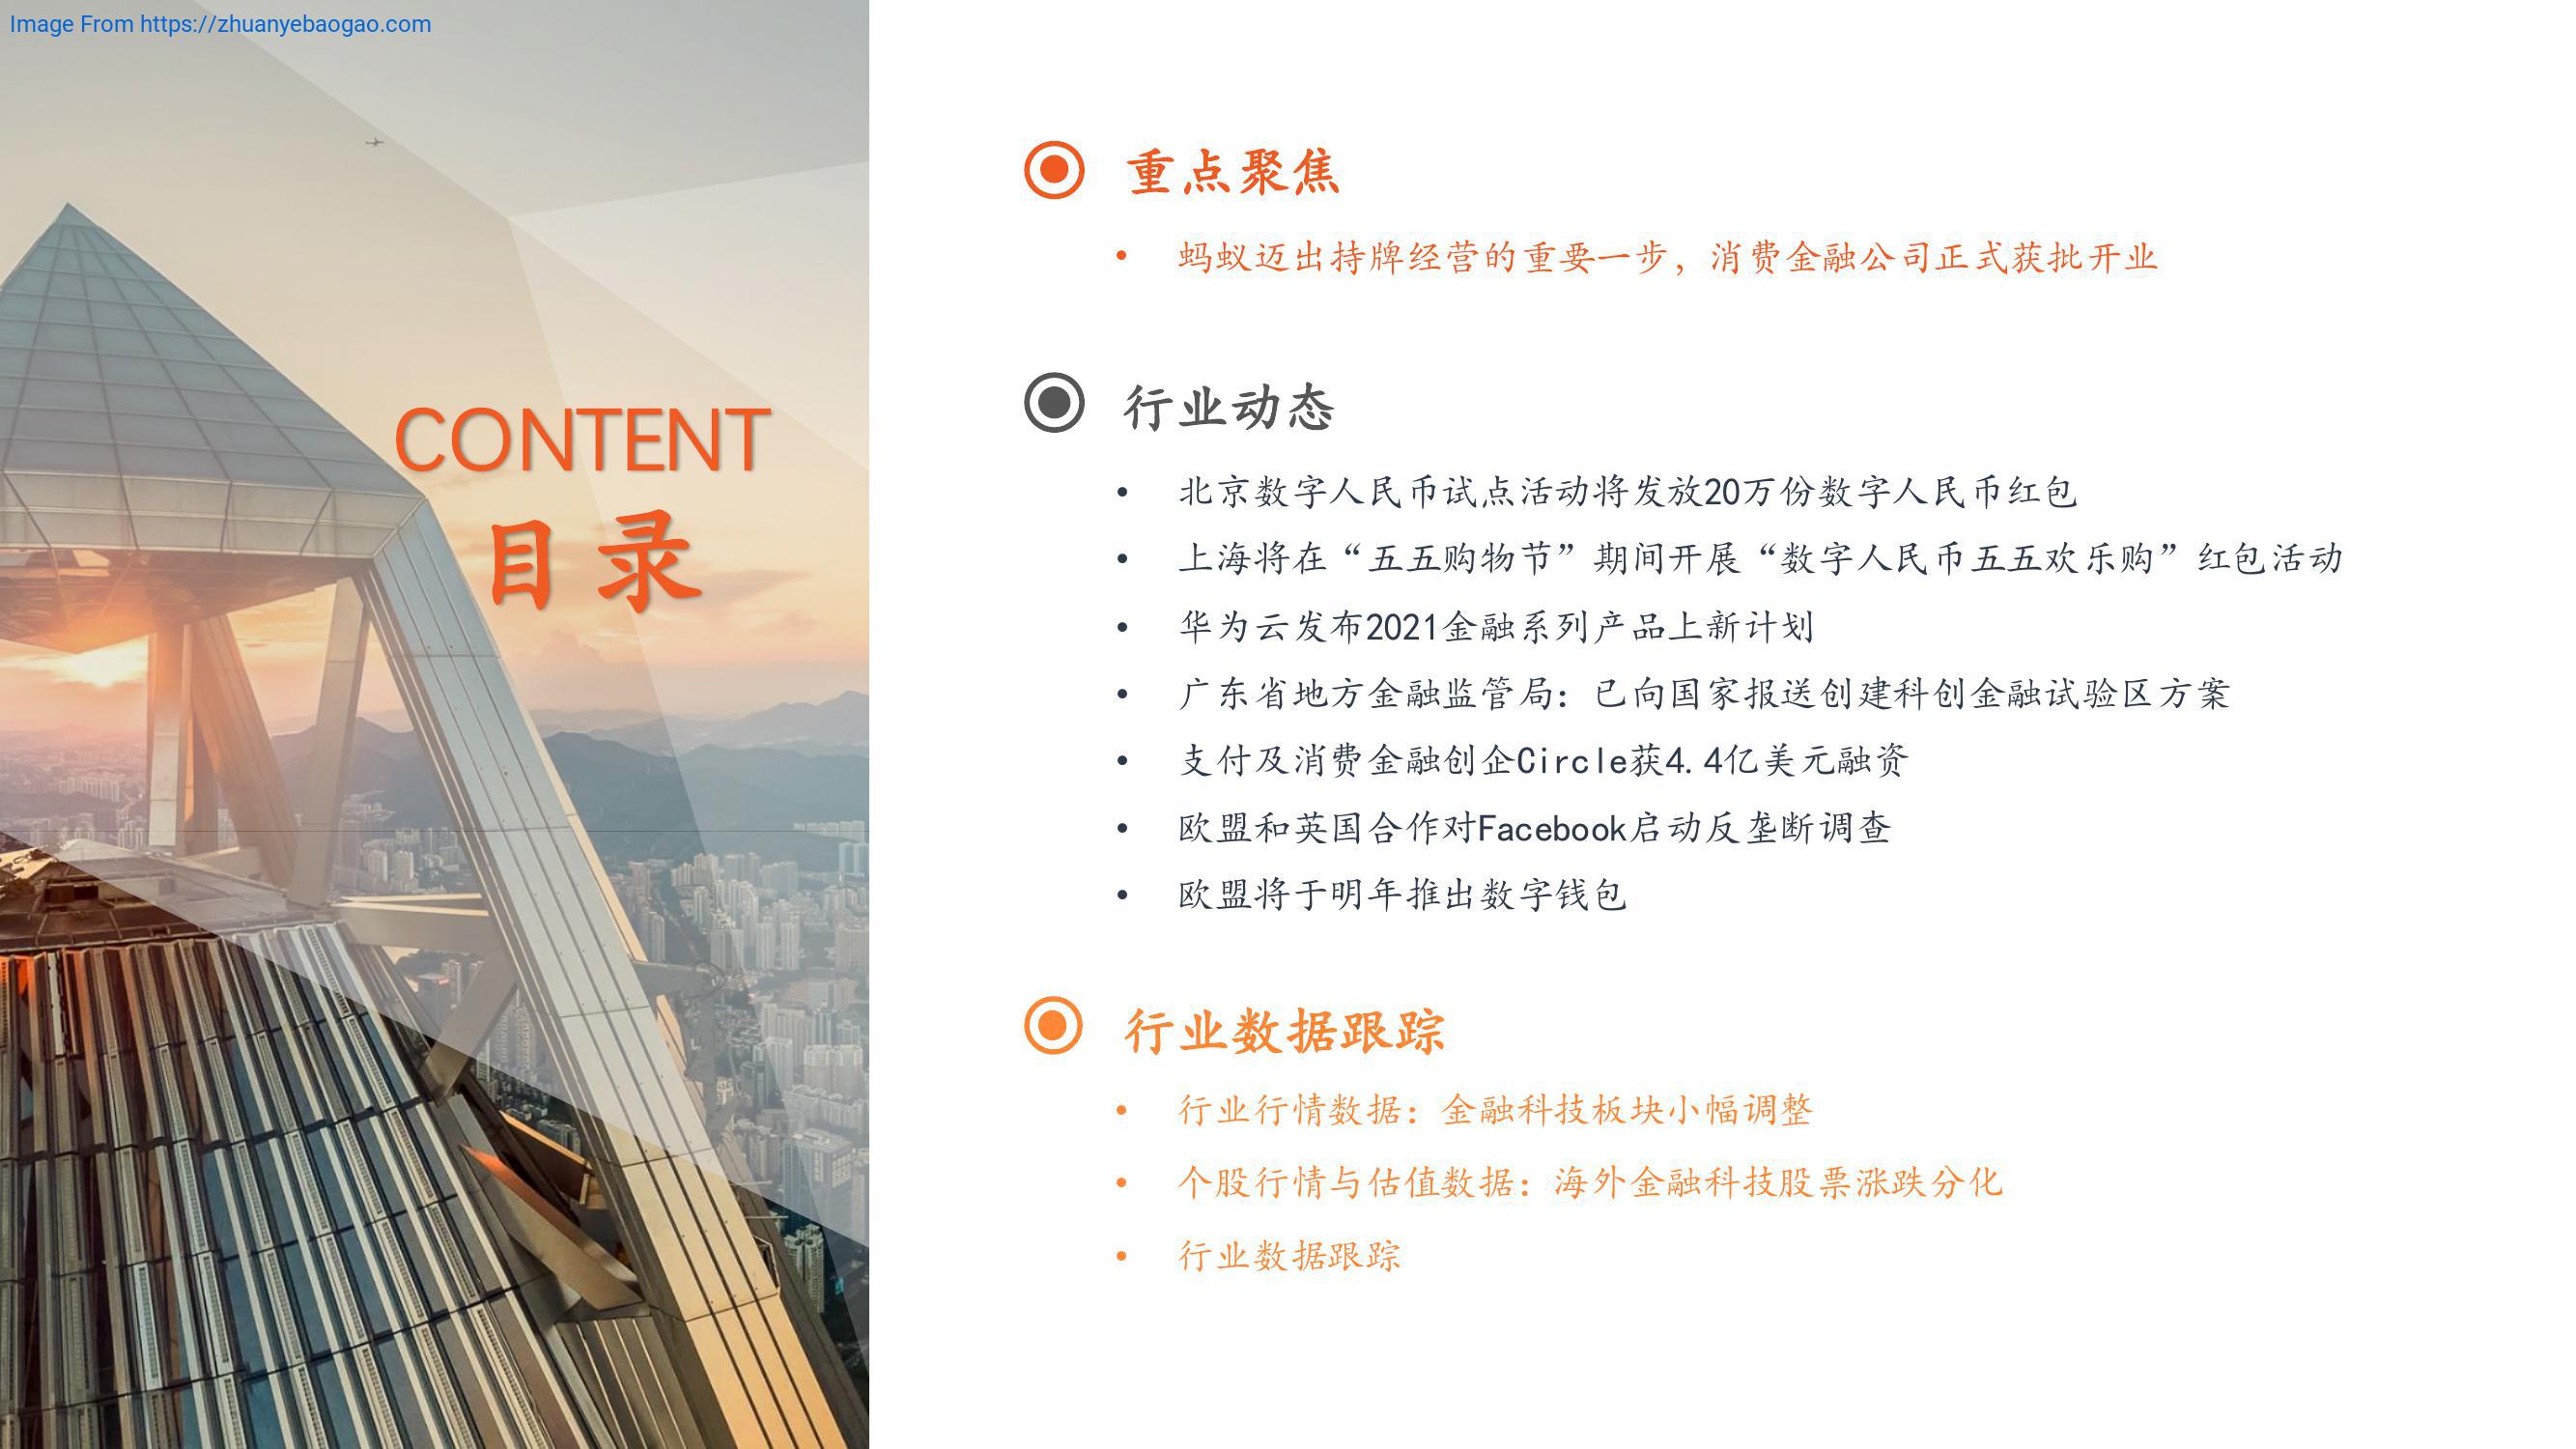 Image From https://zhuanyebaogao.com
CONTENT
目录
重点聚焦
• 蚂蚁迈出持牌经营的重要一步，消费金融公司正式获批开业
行业动态
• 北京数字人民币试点活动将发放20万份数字人民币红包
• 上海将在“五五购物节”期间开展“数字人民币五五欢乐购”红包活动
• 华为云发布2021金融系列产品上新计划
• 广东省地方金融监管局：已向国家报送创建科创金融试验区方案
• 支付及消费金融创企Circle获4.4亿美元融资
• 欧盟和英国合作对Facebook启动反垄断调查
• 欧盟将于明年推出数字钱包
行业数据跟踪
• 行业行情数据：金融科技板块小幅调整
• 个股行情与估值数据：海外金融科技股票涨跌分化
• 行业数据跟踪